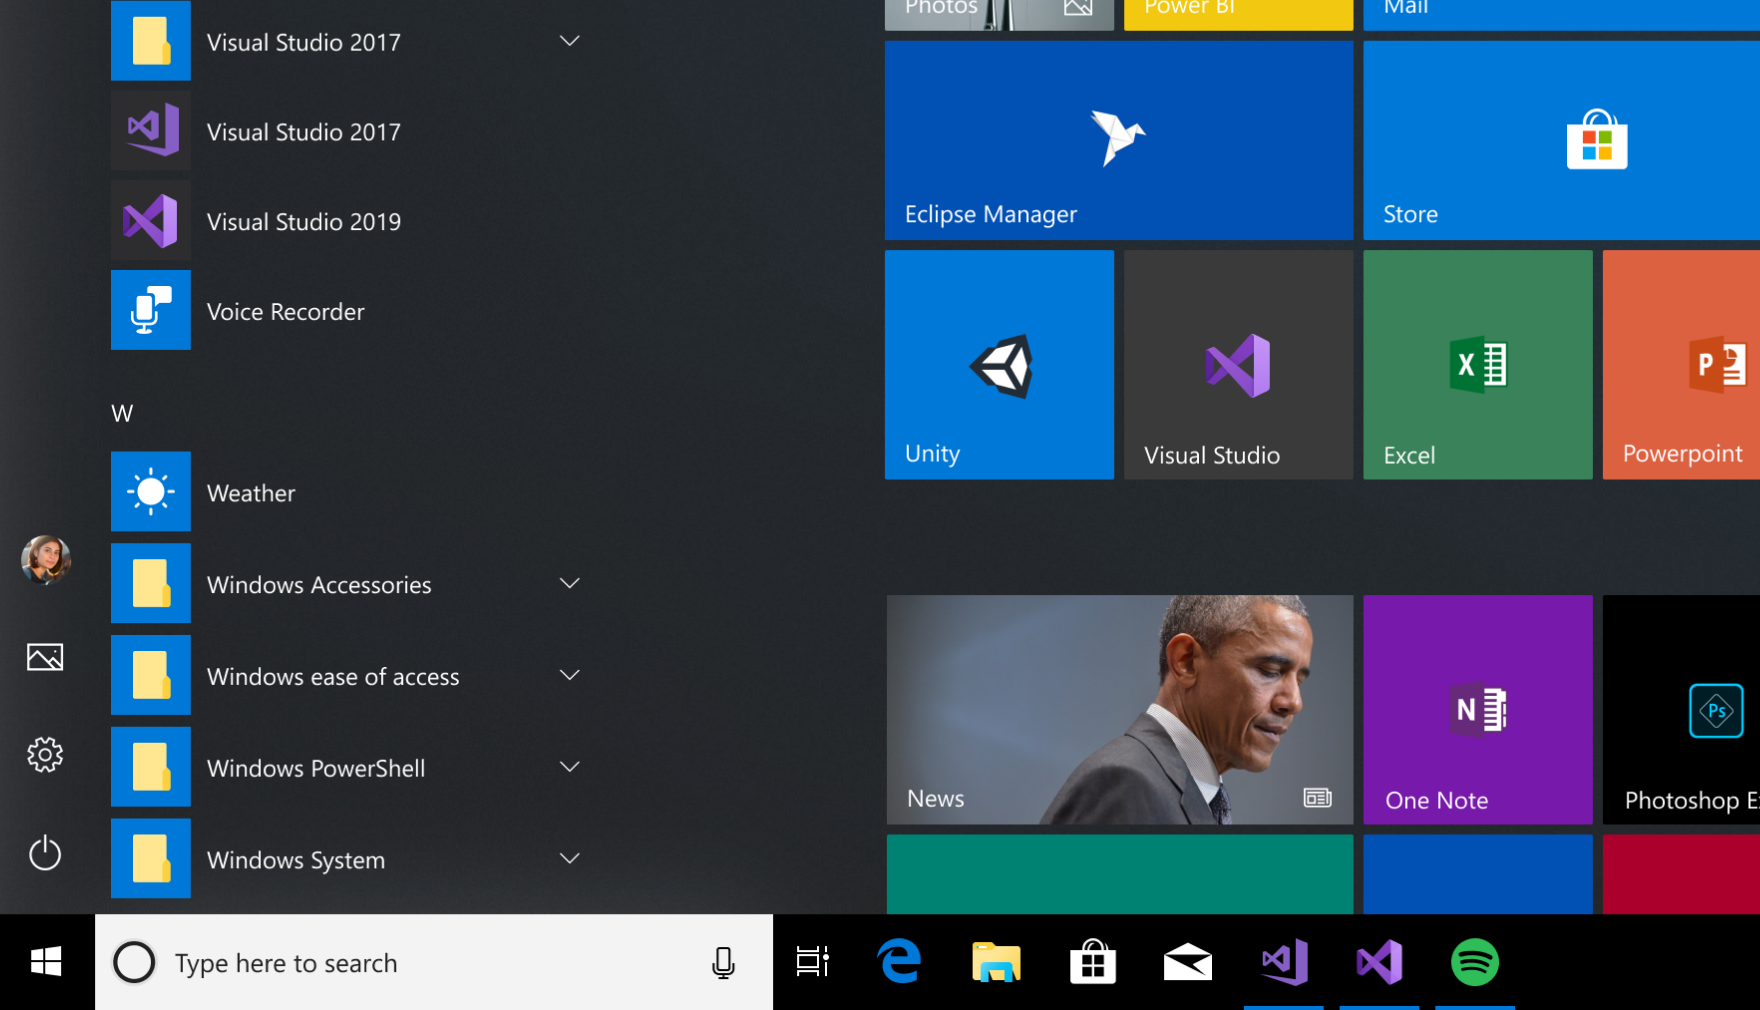 Visual Studio 2017
Visual Studio 2017
Visual Studio 2019
Voice Recorder
W
Weather
Windows Accessories
Windows ease of access
Windows PowerShell
Windows System
Type here to search
Photos
Power BI
Mail
Eclipse Manager
Store
Unity
Visual Studio
X
Excel
P
Powerpoint
News
N
One Note
Ps
Photoshop E